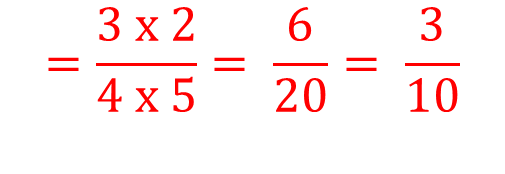 = 3 x 2 / 4 x 5 = 6 / 20 = 3 / 10